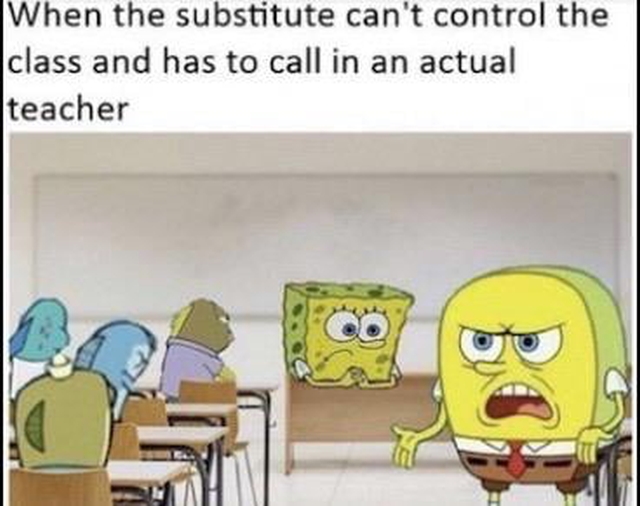 When the substitute can't control the
class and has to call in an actual
teacher